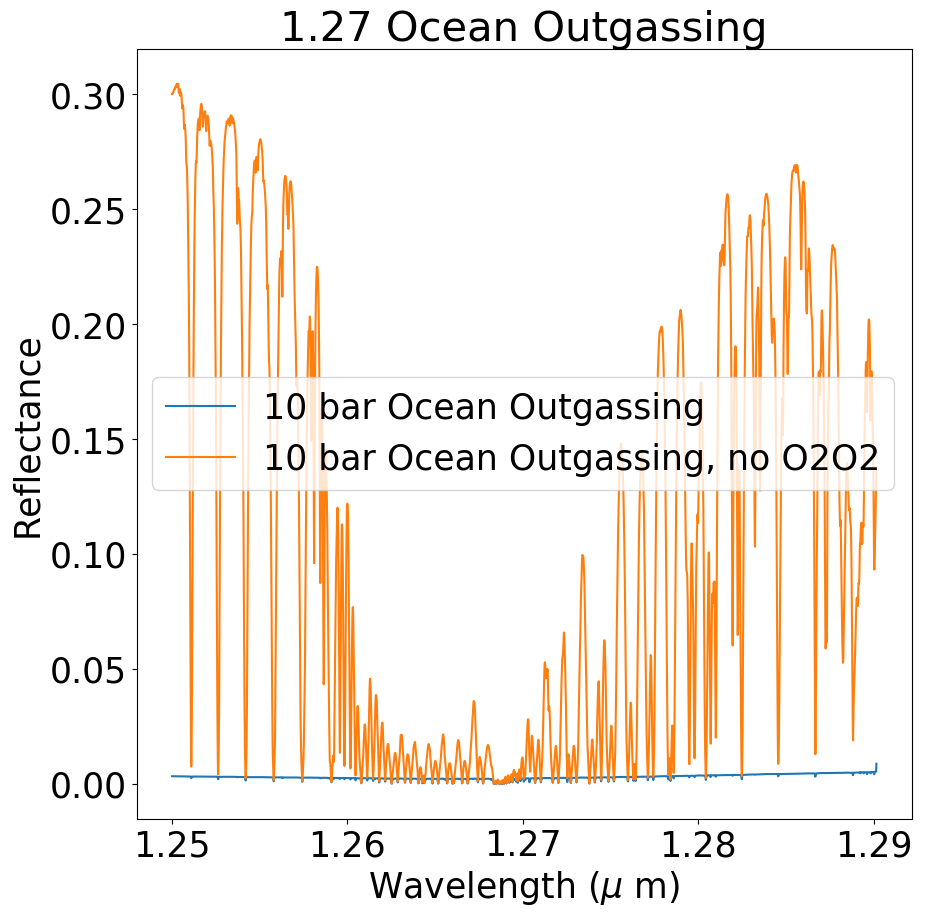 1.27 Ocean Outgassing
0.30
0.25
0.20
0.15
0.10
0.05
0.00
Reflectance
10 bar Ocean Outgassing
10 bar Ocean Outgassing, no O2O2
1.25 1.26 1.27 1.28 1.29
Wavelength (μ m)